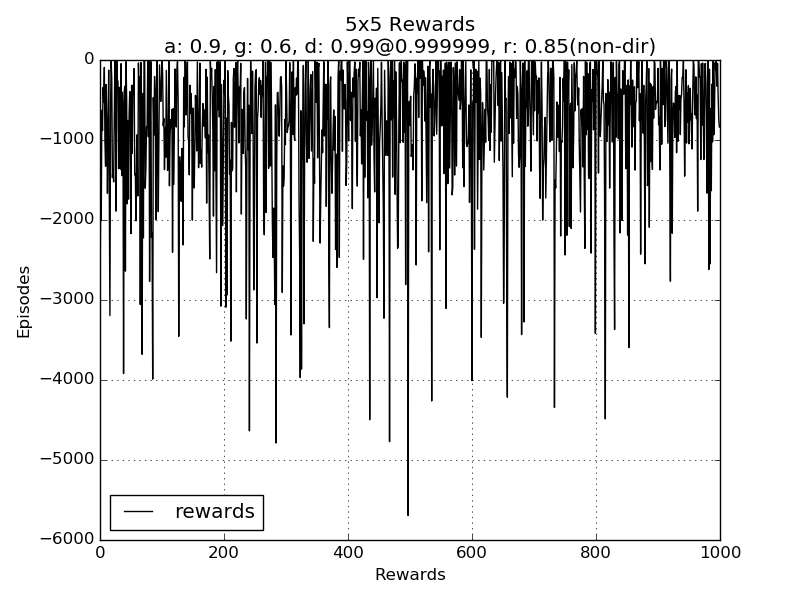 5x5 Rewards
a: 0.9, g: 0.6, d: 0.99@0.999999, r: 0.85(non-dir)
0
−1000
−2000
−3000
−4000
−5000
−6000
Episodes
rewards
0 200 400 600 800 1000
Rewards